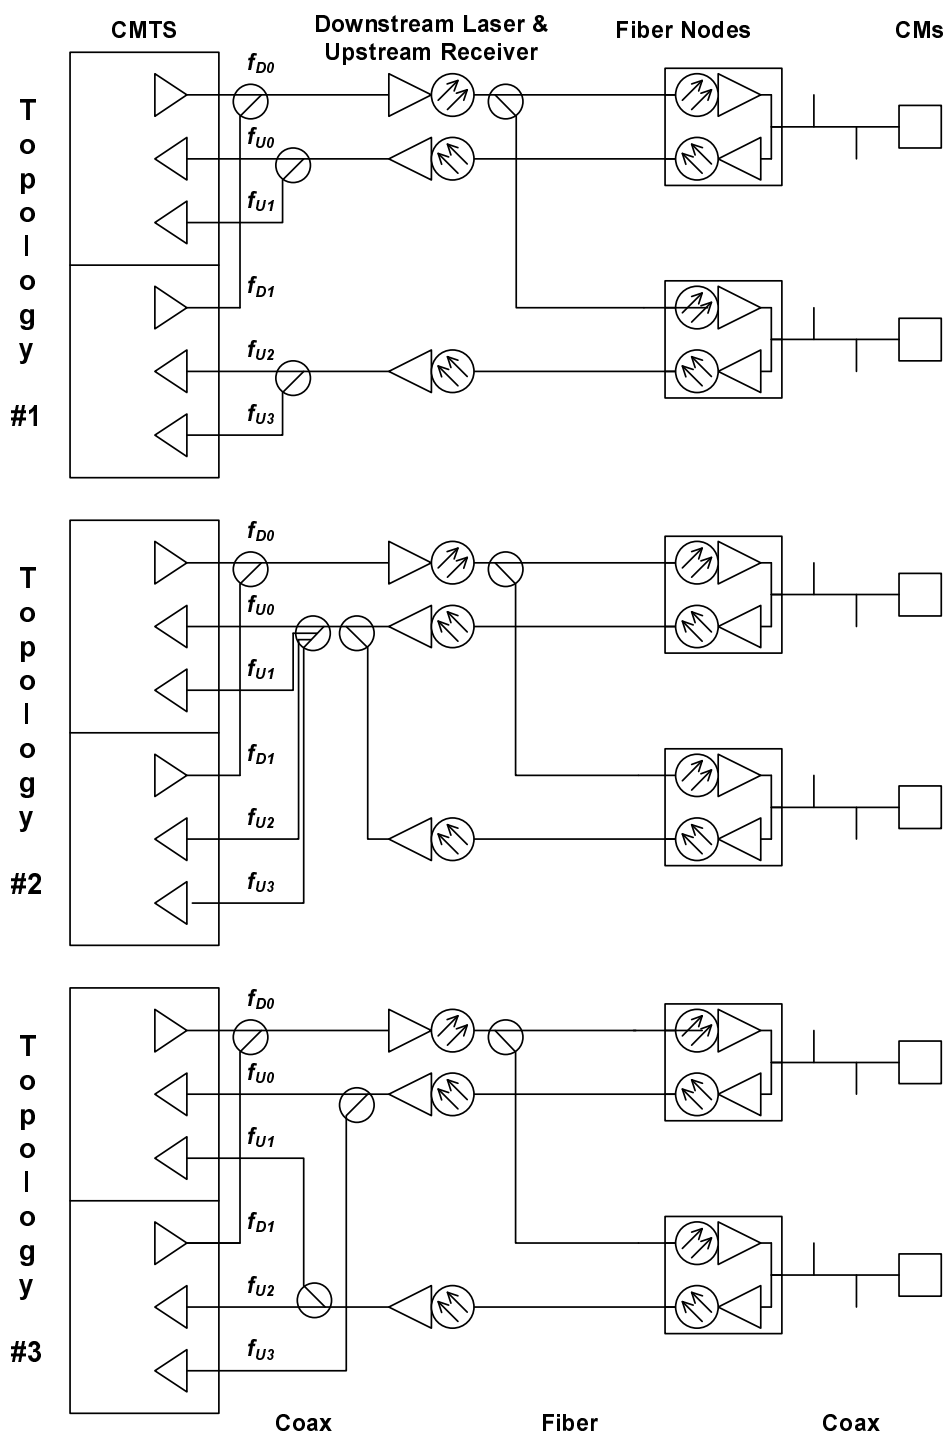 CMTS
Downstream Laser &
Upstream Receiver
Fiber Nodes
CMs
Topology
#1
fD0
fU0
fU1
fD1
fU2
fU3
Topology
#2
fD0
fU0
fU1
fD1
fU2
fU3
Topology
#3
fD0
fU0
fU1
fD1
fU2
fU3
Coax
Fiber
Coax